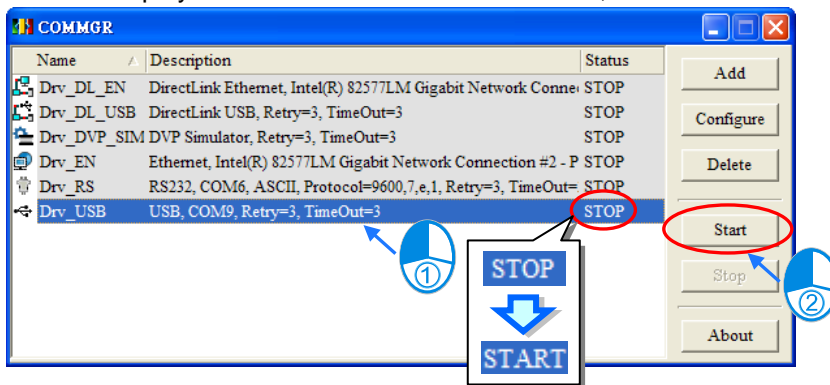 COMMGR
Name Description Status
Drv_DL_EN DirectLink Ethernet, Intel(R) 82577LM Gigabit Network Conne STOP
Drv_DL_USB DirectLink USB, Retry=3, TimeOut=3 STOP
Drv_DVP_SIM DVP Simulator, Retry=3, TimeOut=3 STOP
Drv_EN Ethernet, Intel(R) 82577LM Gigabit Network Connection #2 - P STOP
Drv_RS RS232, COM6, ASCII, Protocol=9600,7,e,1, Retry=3, TimeOut= STOP
Drv_USB USB, COM9, Retry=3, TimeOut=3 STOP
Add
Configure
Delete
Start
Stop
About
1
2
STOP
START